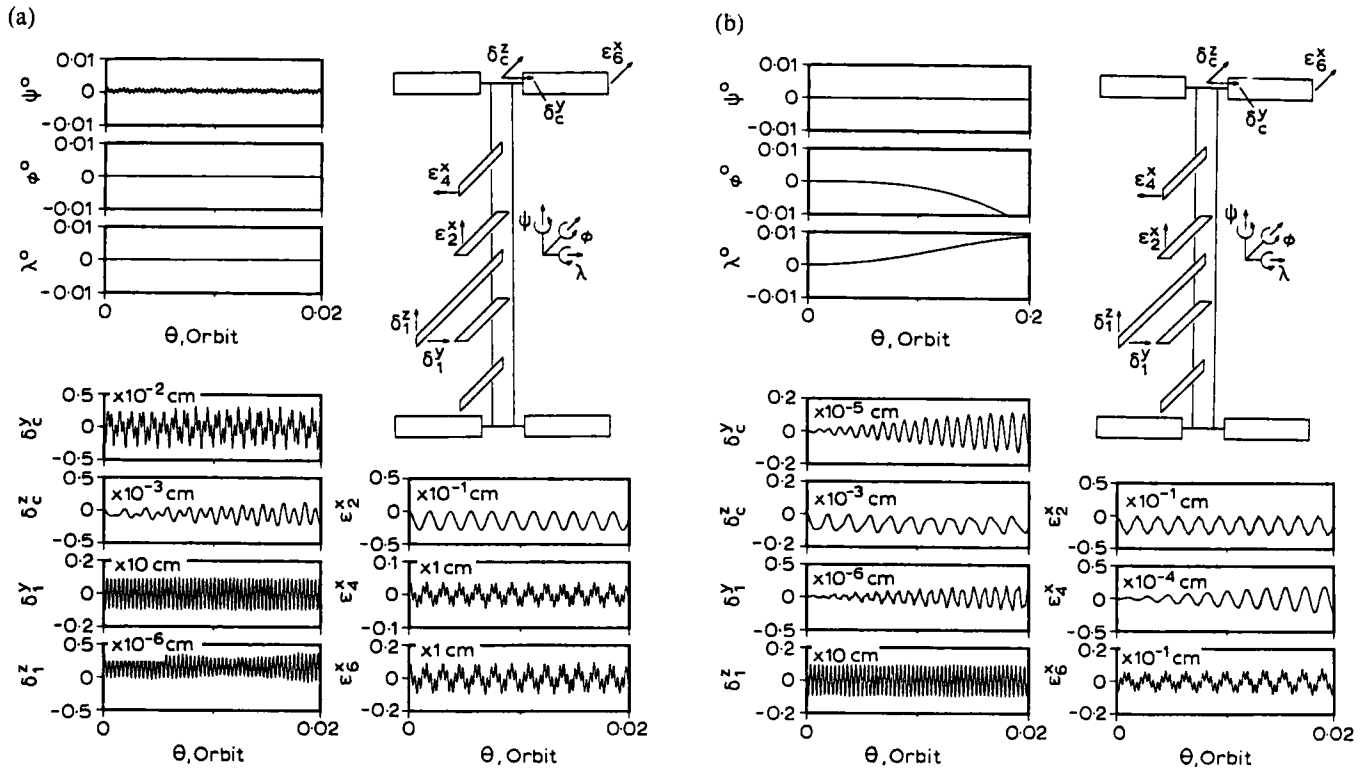 (a)
0.01
ψ°
0
-0.01
0.01
φ°
0
-0.01
0.01
λ°
0
-0.01
0
0.02
θ, Orbit
δ_c^z
ε_6^x
δ_c^y
ε_4^x
ε_2^x
ψ
φ
λ
δ_1^z
δ_1^y
0.5
×10⁻² cm
δ_c^y
0
-0.5
0.5
×10⁻³ cm
δ_c^z
0
-0.5
0.2
×10 cm
δ_1^y
0
-0.2
0.5
×10⁻⁶ cm
δ_1^z
0
-0.5
0
0.02
θ, Orbit
0.5
×10⁻¹ cm
ε_2^x
0
-0.5
0.1
×1 cm
ε_4^x
0
-0.1
0.2
×1 cm
ε_6^x
0
-0.2
0
0.02
θ, Orbit
(b)
0.01
ψ°
0
-0.01
0.01
φ°
0
-0.01
0.01
λ°
0
-0.01
0
0.2
θ, Orbit
δ_c^z
ε_6^x
δ_c^y
ε_4^x
ε_2^x
ψ
φ
λ
δ_1^z
δ_1^y
0.2
×10⁻⁵ cm
δ_c^y
0
-0.2
0.2
×10⁻³ cm
δ_c^z
0
-0.2
0.5
×10⁻⁶ cm
δ_1^y
0
-0.5
0.2
×10 cm
δ_1^z
0
-0.2
0
0.02
θ, Orbit
0.5
×10⁻¹ cm
ε_2^x
0
-0.5
0.5
×10⁻⁴ cm
ε_4^x
0
-0.5
0.2
×10⁻¹ cm
ε_6^x
0
-0.2
0
0.02
θ, Orbit